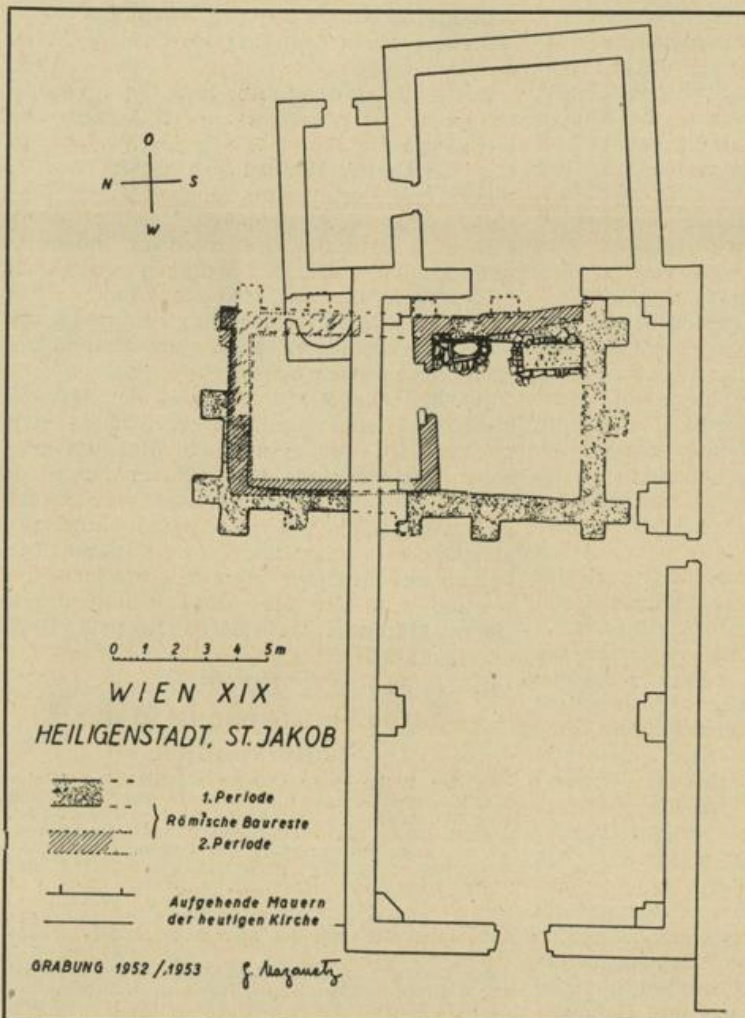 O
N S
W
0 1 2 3 4 5 m
WIEN XIX
HEILIGENSTADT, ST. JAKOB
1. Periode
Römische Baureste
2. Periode
Aufgehende Mauern
der heutigen Kirche
GRABUNG 1952/1953